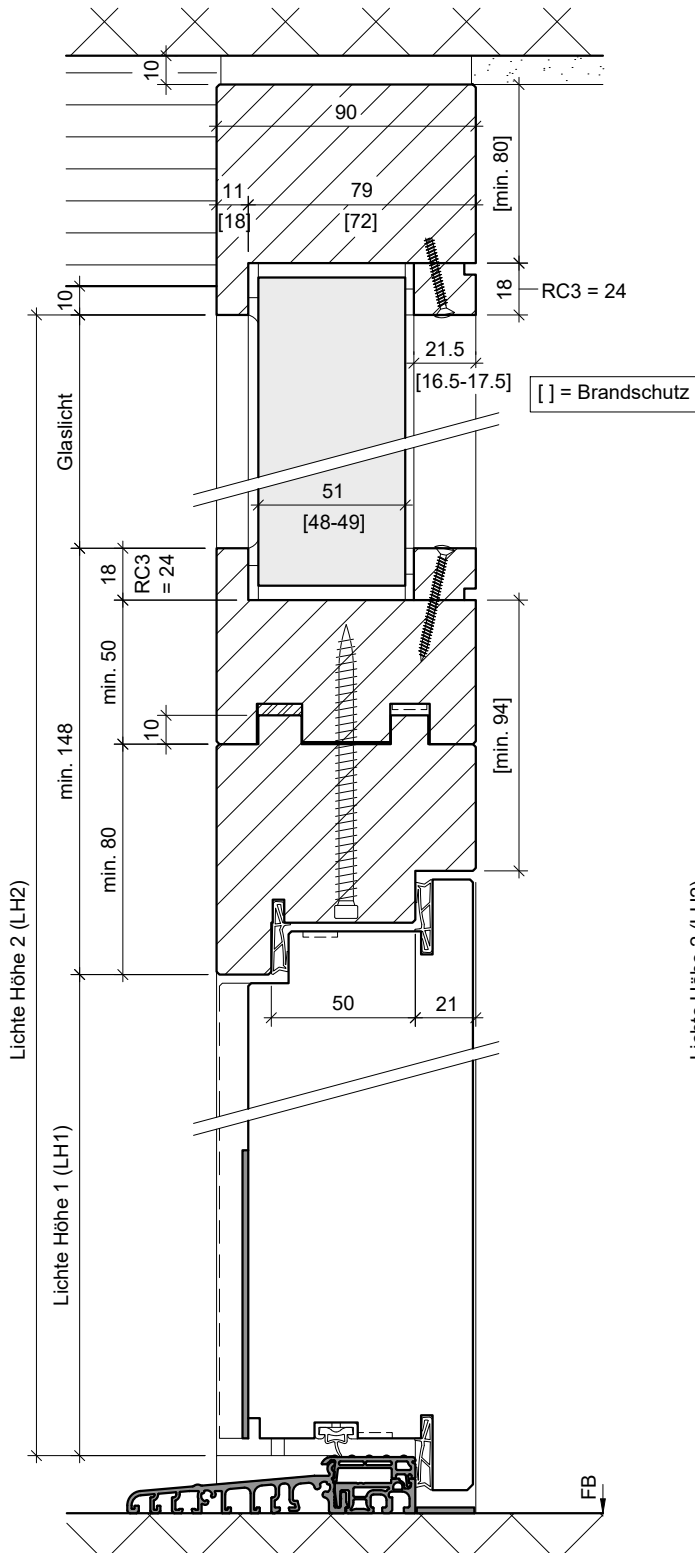 10
90
[min. 80]
11
79
[18]
[72]
10
18
RC3 = 24
21.5
[16.5-17.5]
[ ] = Brandschutz
Glaslicht
51
[48-49]
18
RC3
= 24
min. 50
10
min. 148
[min. 94]
min. 80
Lichte Höhe 2 (LH2)
50
21
Lichte Höhe 1 (LH1)
FB